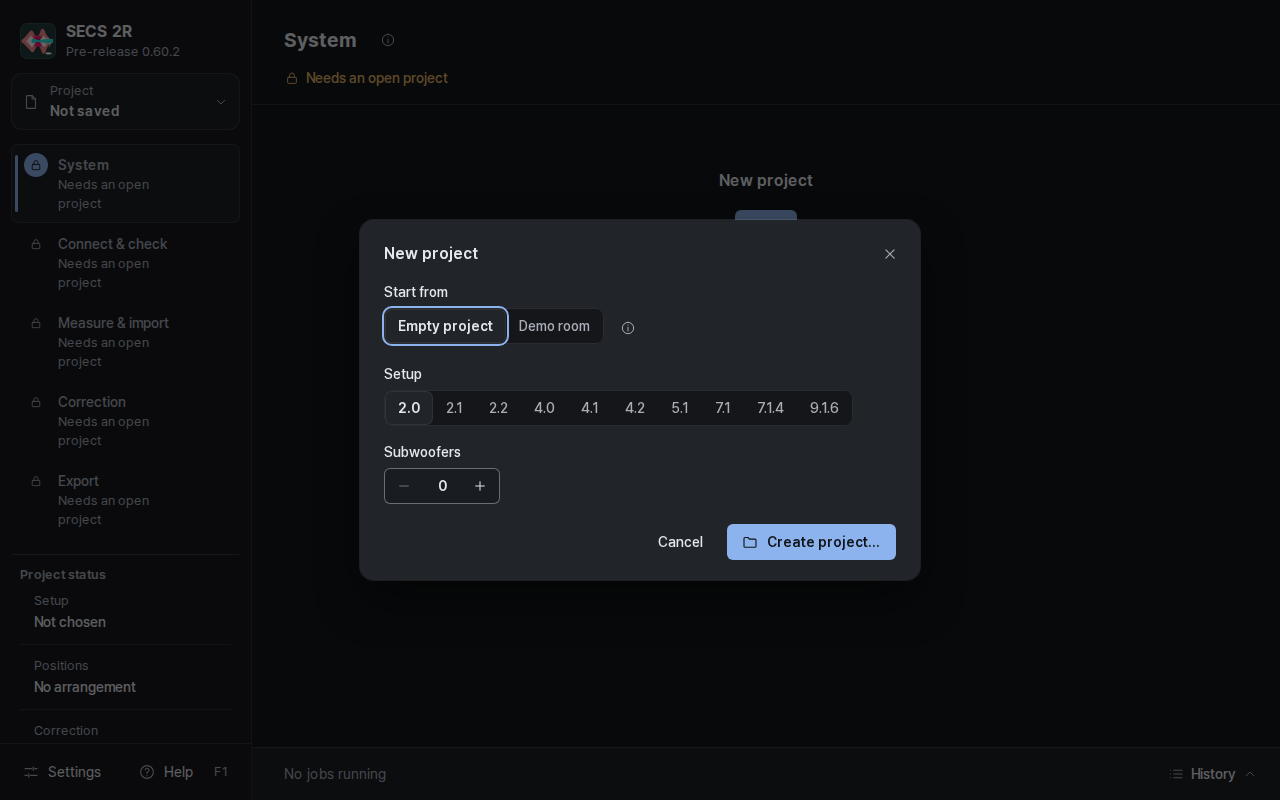 SECS 2R
Pre-release 0.60.2
Project
Not saved
System
Needs an open
project
Connect & check
Needs an open
project
Measure & import
Needs an open
project
Correction
Needs an open
project
Export
Needs an open
project
Project status
Setup
Not chosen
Positions
No arrangement
Correction
Settings
Help F1
System
Needs an open project
New project
New project
Start from
Empty project
Demo room
Setup
2.0 2.1 2.2 4.0 4.1 4.2 5.1 7.1 7.1.4 9.1.6
Subwoofers
0
Cancel
Create project...
No jobs running
History